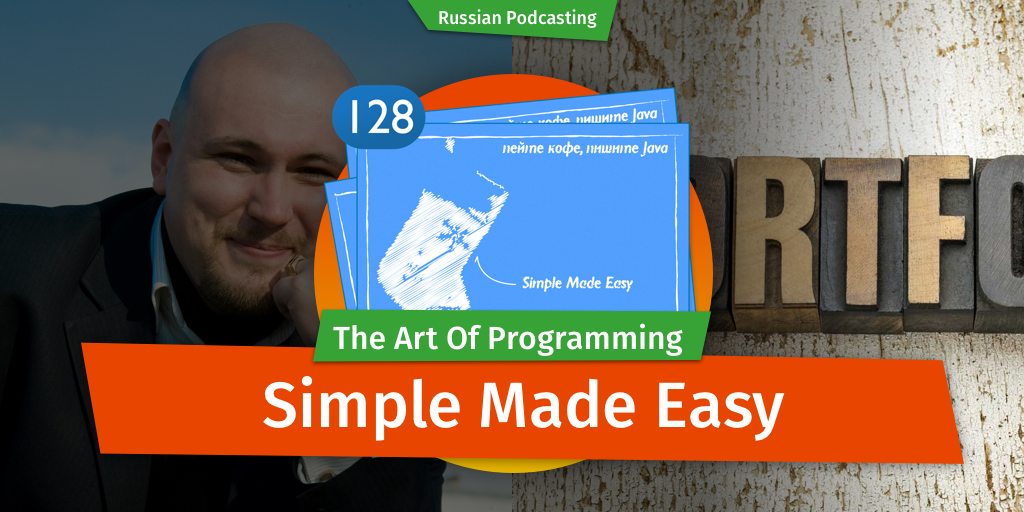 Russian Podcasting
128
кофе, пишите Java
пейте кофе, пишите Java
Simple Made Easy
The Art Of Programming
Simple Made Easy
RTFO